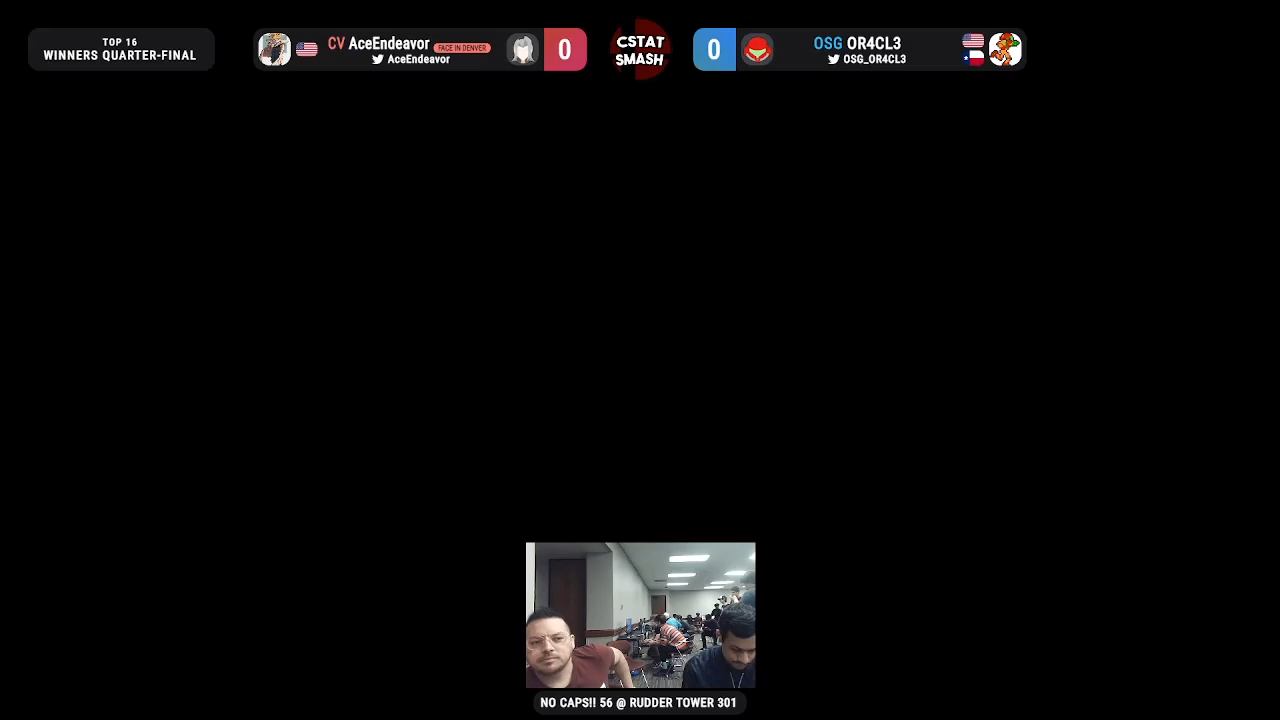 TOP 16
WINNERS QUARTER-FINAL
CV AceEndeavor FACE IN DENVER
AceEndeavor
0
CSTAT
SMASH
0
OSG OR4CL3
OSG_OR4CL3
NO CAPS!! 56 @ RUDDER TOWER 301